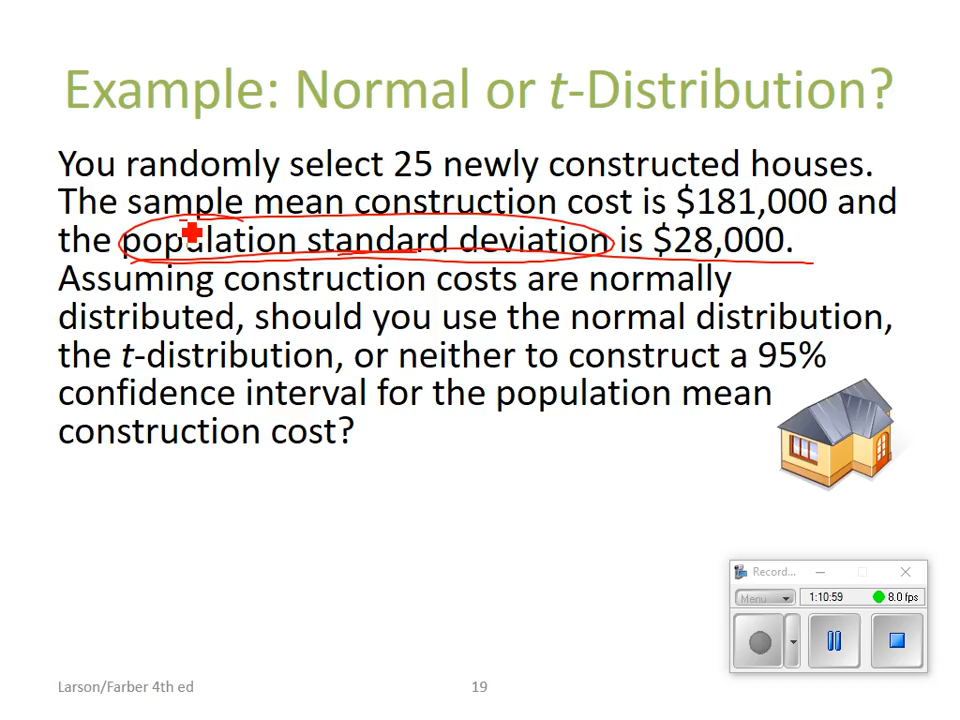 Example: Normal or t-Distribution?
You randomly select 25 newly constructed houses.
The sample mean construction cost is $181,000 and
the population standard deviation is $28,000.
Assuming construction costs are normally
distributed, should you use the normal distribution,
the t-distribution, or neither to construct a 95%
confidence interval for the population mean
construction cost?
Record...
Menu
1:10:59
8.0 fps
Larson/Farber 4th ed
19